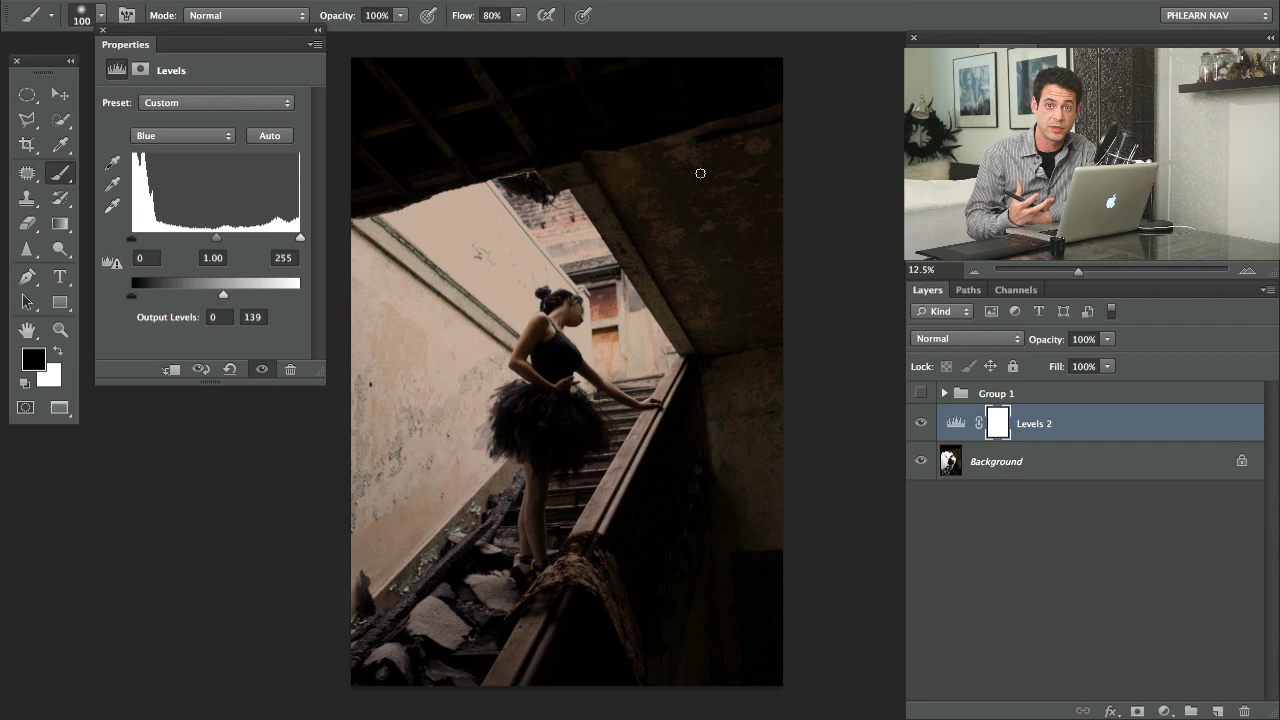 100
Mode: Normal
Opacity: 100%
Flow: 80%
PHLEARN NAV
Properties
Levels
Preset: Custom
Blue
Auto
0 1.00 255
Output Levels: 0 139
12.5%
Layers Paths Channels
Kind
Normal
Opacity: 100%
Lock:
Fill: 100%
Group 1
Levels 2
Background
fx